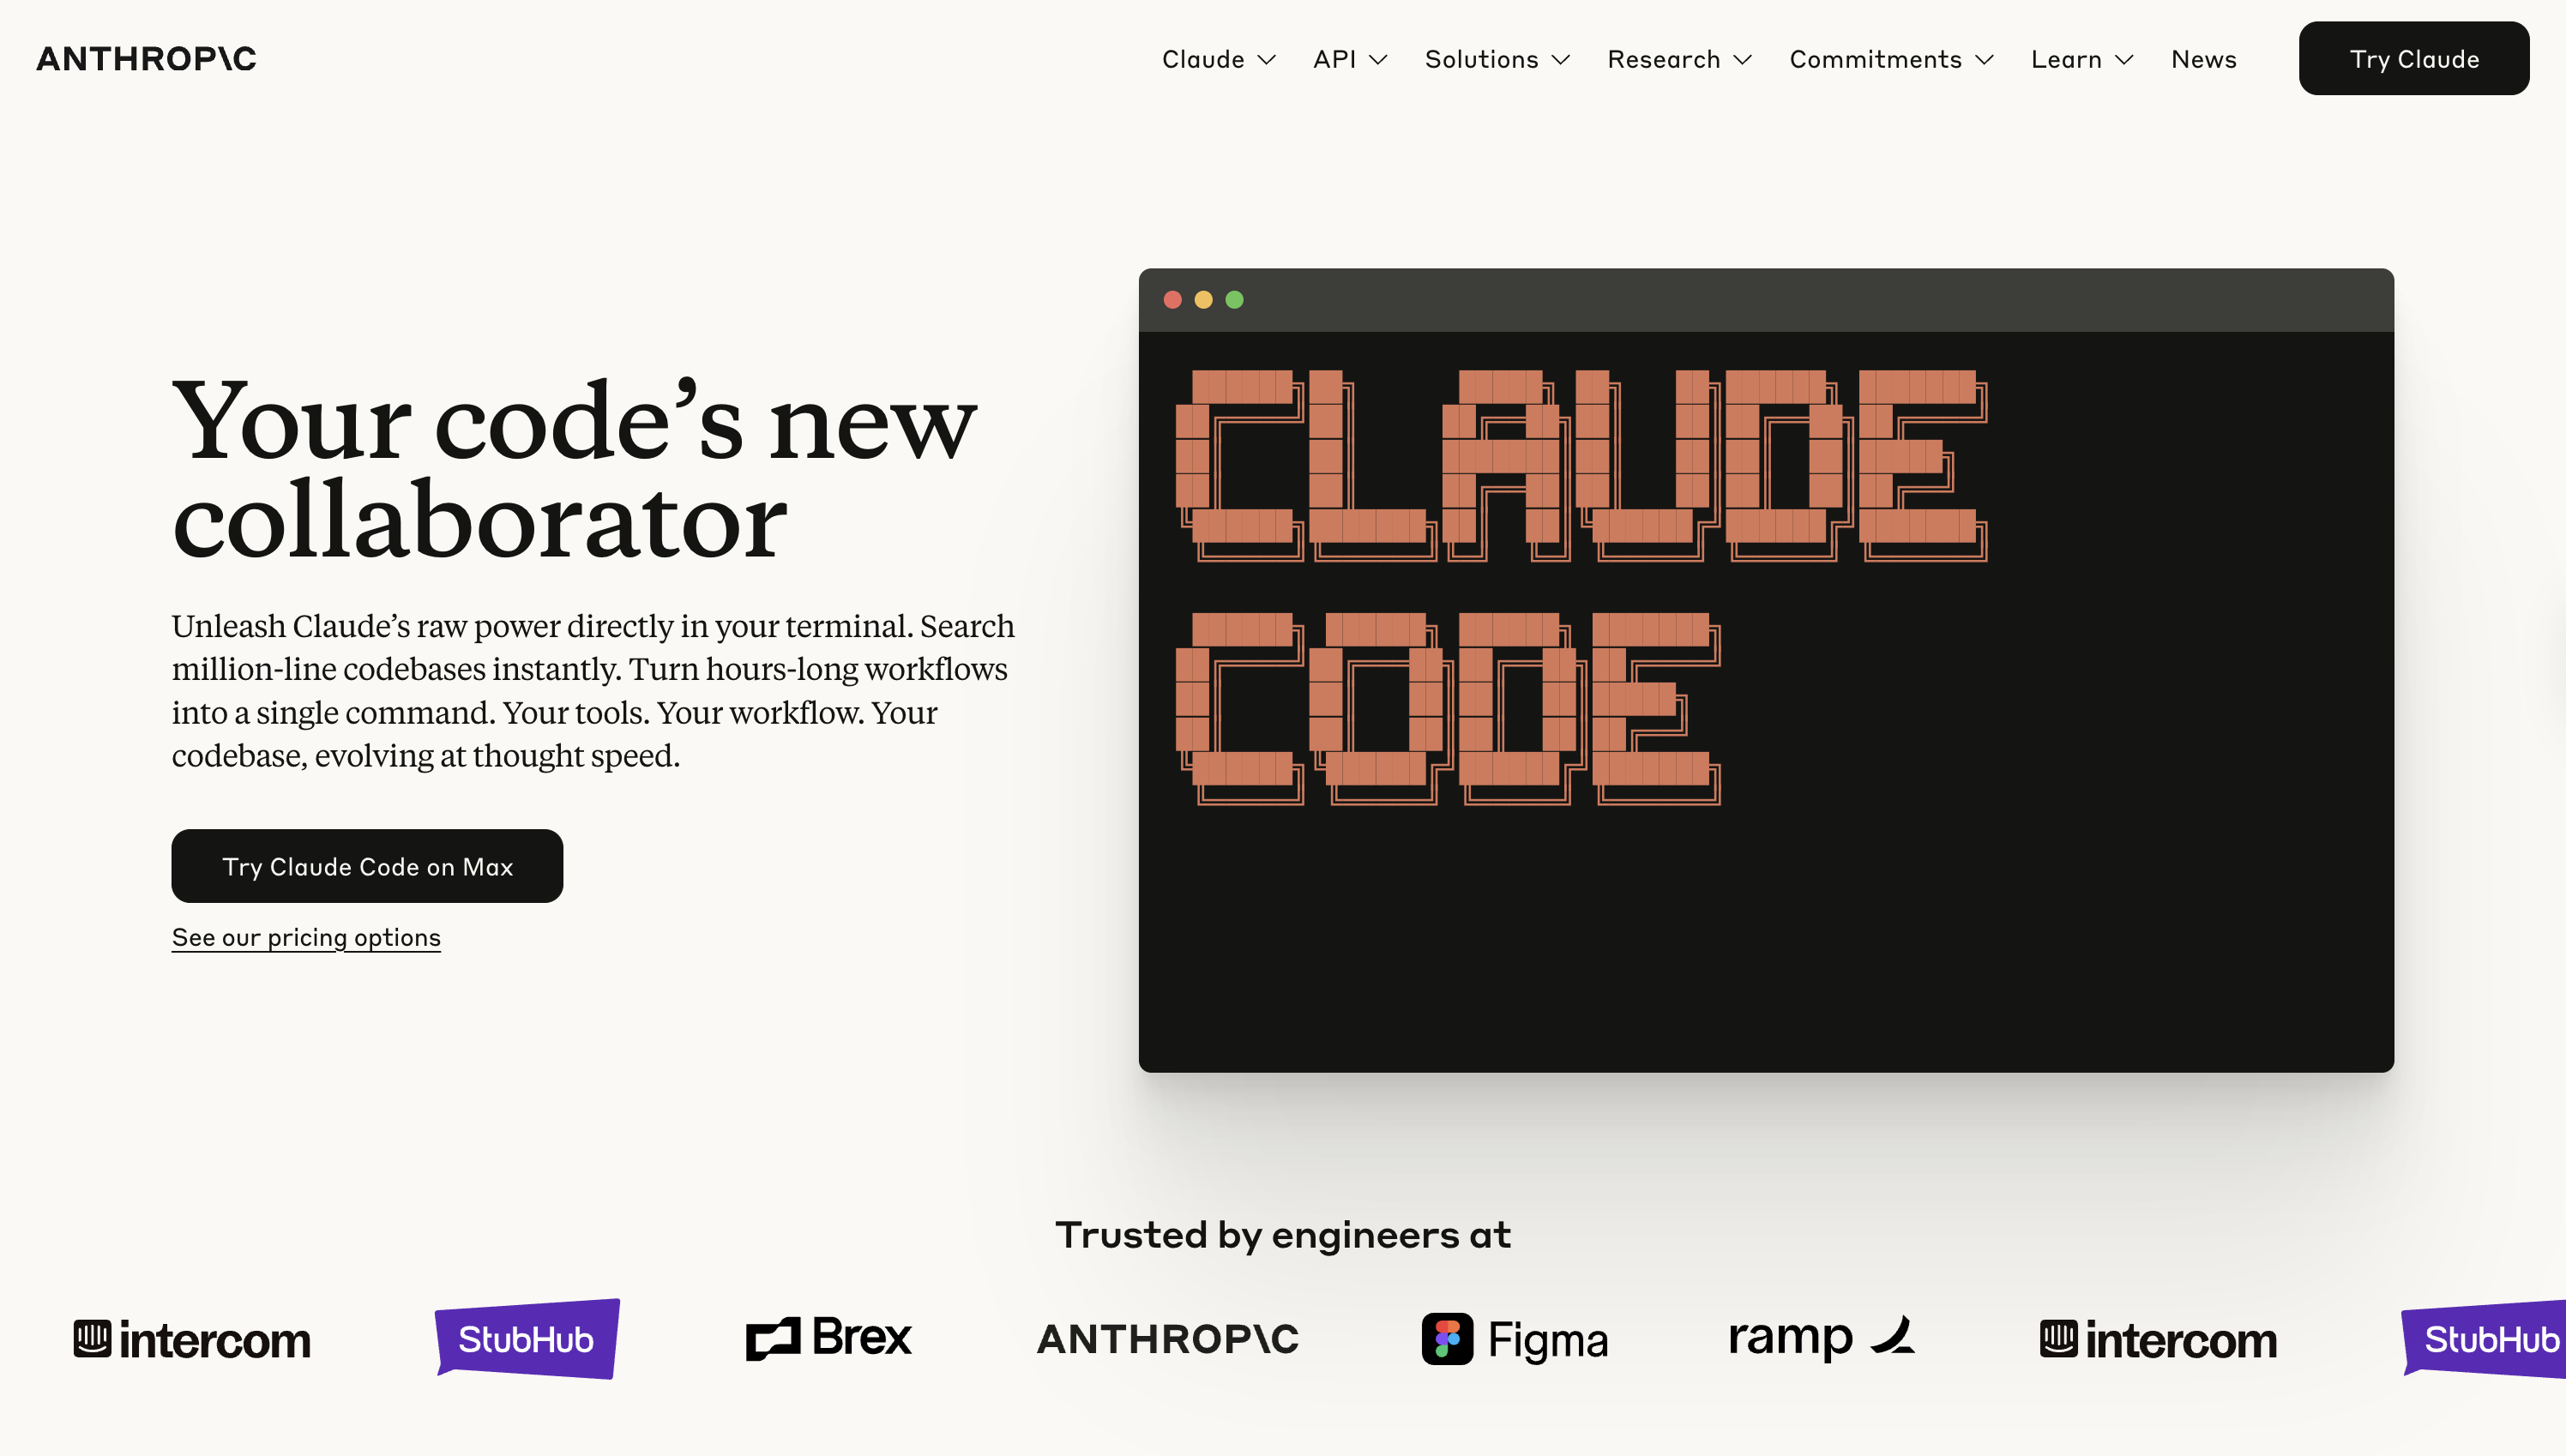 ANTHROP\C
Claude
API
Solutions
Research
Commitments
Learn
News
Try Claude
Your code’s new
collaborator
Unleash Claude’s raw power directly in your terminal. Search
million-line codebases instantly. Turn hours-long workflows
into a single command. Your tools. Your workflow. Your
codebase, evolving at thought speed.
Try Claude Code on Max
See our pricing options
CLAUDE
CODE
Trusted by engineers at
intercom
StubHub
Brex
ANTHROP\C
Figma
ramp
intercom
StubHub